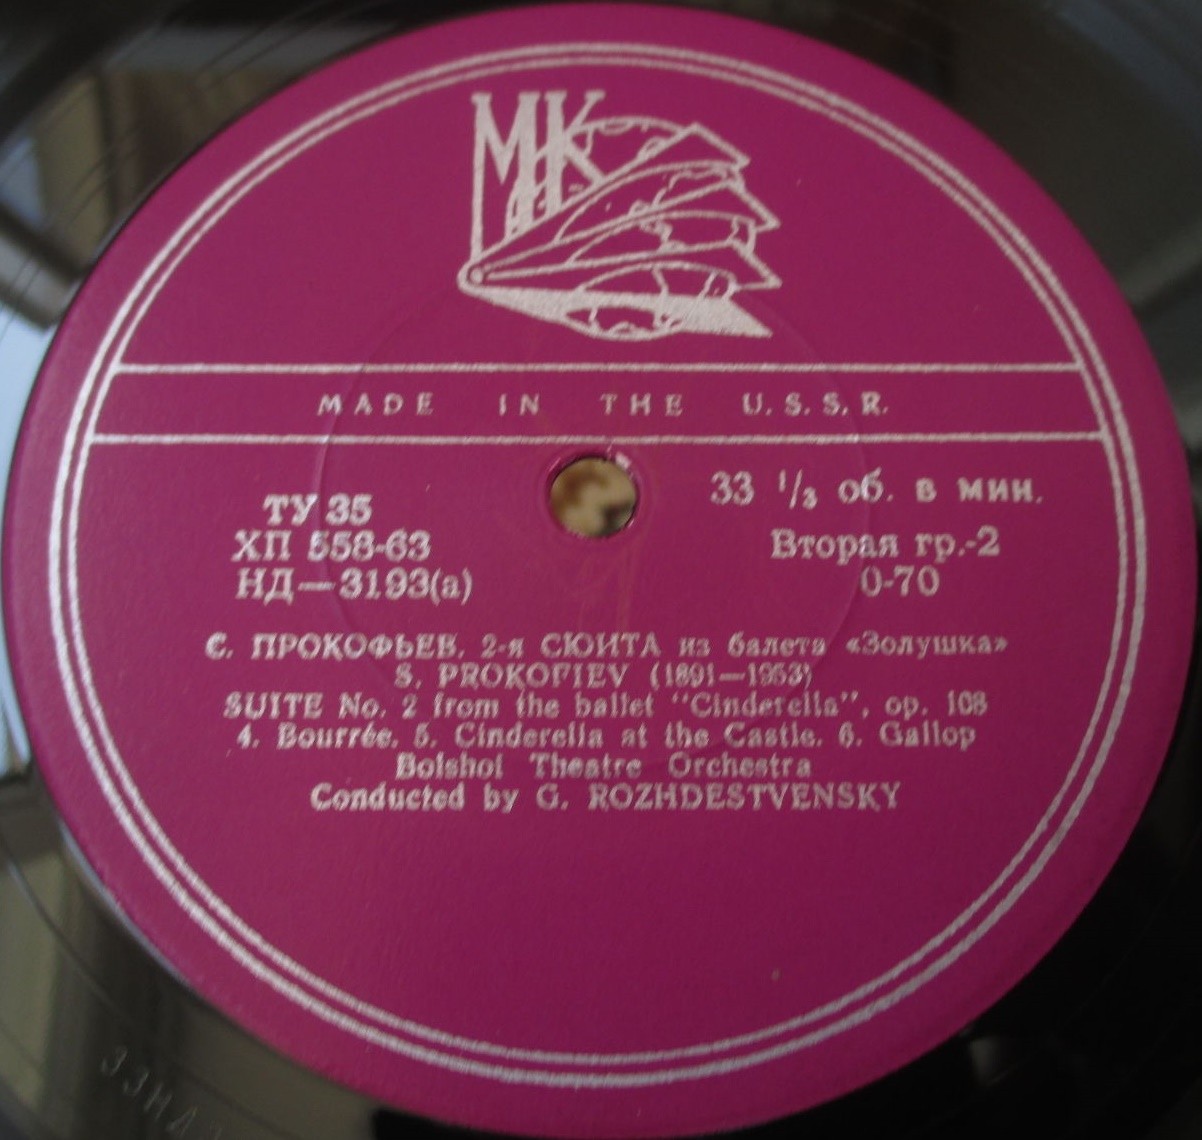 МК
MADE IN THE U.S.S.R.
33 1/3 об. в мин.
ТУ 35
ХП 558-63
НД—3193(а)
Вторая гр.-2
0-70
С. ПРОКОФЬЕВ. 2-я СЮИТА из балета «Золушка»
S. PROKOFIEV (1891—1953)
SUITE No. 2 from the ballet "Cinderella", op. 108
4. Bourrée. 5. Cinderella at the Castle. 6. Gallop
Bolshoi Theatre Orchestra
Conducted by G. ROZHDESTVENSKY
33НД